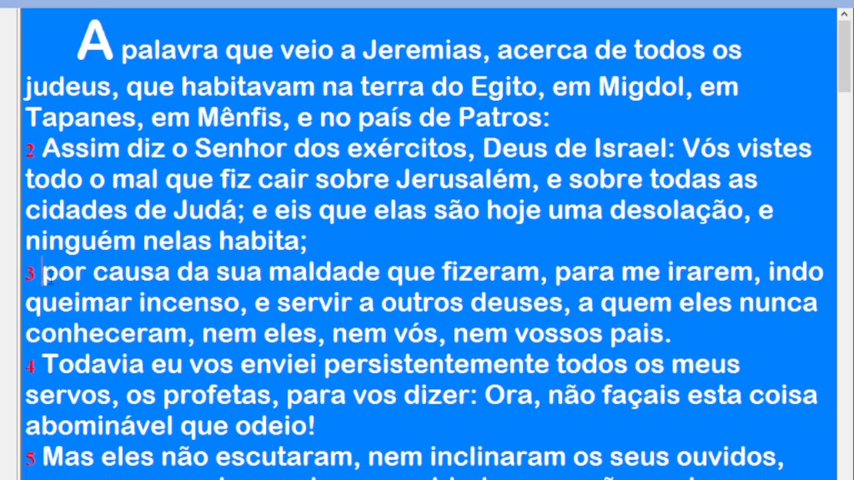 A palavra que veio a Jeremias, acerca de todos os
judeus, que habitavam na terra do Egito, em Migdol, em
Tapanes, em Mênfis, e no país de Patros:
2 Assim diz o Senhor dos exércitos, Deus de Israel: Vós vistes
todo o mal que fiz cair sobre Jerusalém, e sobre todas as
cidades de Judá; e eis que elas são hoje uma desolação, e
ninguém nelas habita;
3 por causa da sua maldade que fizeram, para me irarem, indo
queimar incenso, e servir a outros deuses, a quem eles nunca
conheceram, nem eles, nem vós, nem vossos pais.
4 Todavia eu vos enviei persistentemente todos os meus
servos, os profetas, para vos dizer: Ora, não façais esta coisa
abominável que odeio!
5 Mas eles não escutaram, nem inclinaram os seus ouvidos,